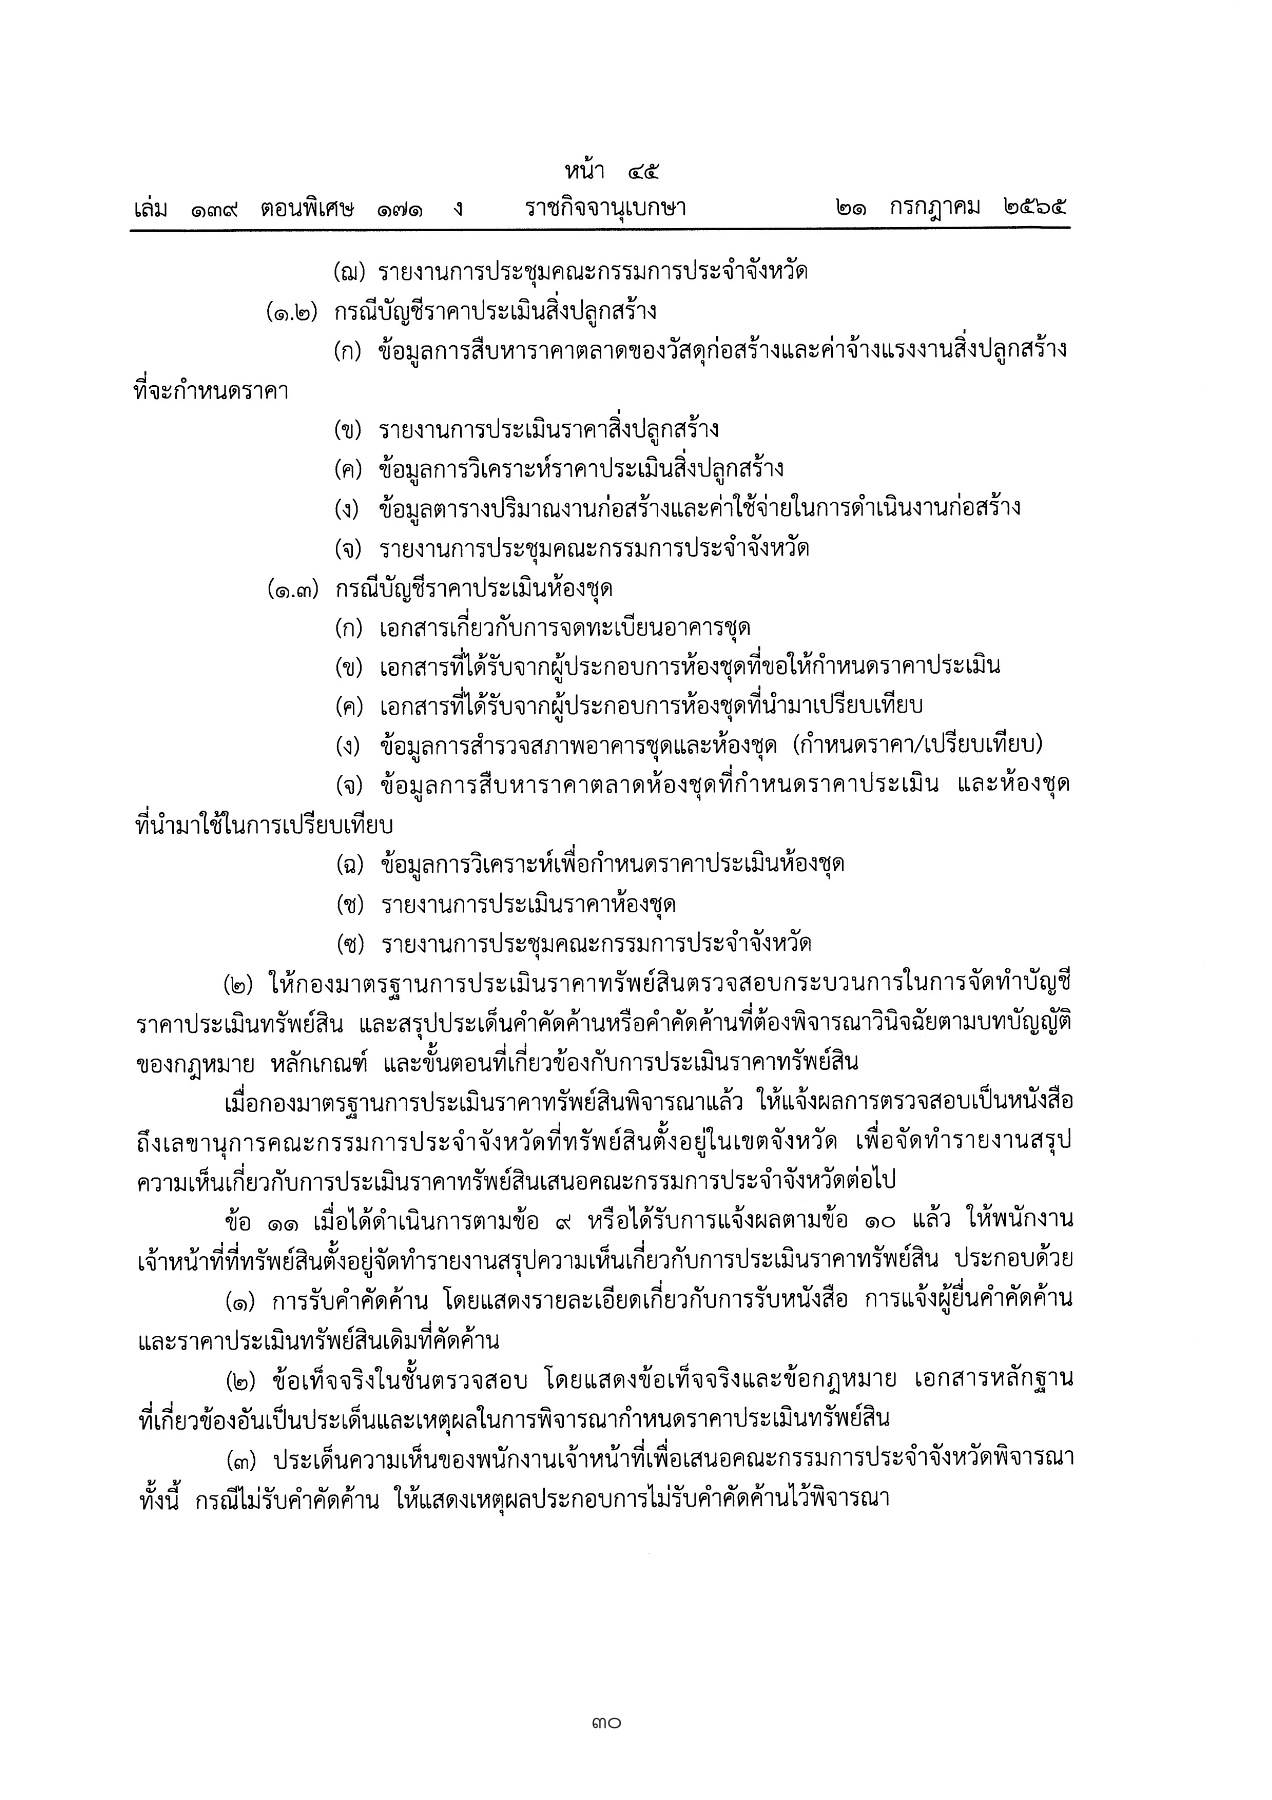 หน้า ๔๕
เล่ม ๑๓๙ ตอนพิเศษ ๑๗๑ ง ราชกิจจานุเบกษา ๒๑ กรกฎาคม ๒๕๖๕
(ฌ) รายงานการประชุมคณะกรรมการประจำจังหวัด
(๑.๒) กรณีบัญชีราคาประเมินสิ่งปลูกสร้าง
(ก) ข้อมูลการสืบหาราคาตลาดของวัสดุก่อสร้างและค่าจ้างแรงงานสิ่งปลูกสร้าง
ที่จะกำหนดราคา
(ข) รายงานการประเมินราคาสิ่งปลูกสร้าง
(ค) ข้อมูลการวิเคราะห์ราคาประเมินสิ่งปลูกสร้าง
(ง) ข้อมูลตารางปริมาณงานก่อสร้างและค่าใช้จ่ายในการดำเนินงานก่อสร้าง
(จ) รายงานการประชุมคณะกรรมการประจำจังหวัด
(๑.๓) กรณีบัญชีราคาประเมินห้องชุด
(ก) เอกสารเกี่ยวกับการจดทะเบียนอาคารชุด
(ข) เอกสารที่ได้รับจากผู้ประกอบการห้องชุดที่ขอให้กำหนดราคาประเมิน
(ค) เอกสารที่ได้รับจากผู้ประกอบการห้องชุดที่นำมาเปรียบเทียบ
(ง) ข้อมูลการสำรวจสภาพอาคารชุดและห้องชุด (กำหนดราคา/เปรียบเทียบ)
(จ) ข้อมูลการสืบหาราคาตลาดห้องชุดที่กำหนดราคาประเมิน และห้องชุด
ที่นำมาใช้ในการเปรียบเทียบ
(ฉ) ข้อมูลการวิเคราะห์เพื่อกำหนดราคาประเมินห้องชุด
(ช) รายงานการประเมินราคาห้องชุด
(ซ) รายงานการประชุมคณะกรรมการประจำจังหวัด
(๒) ให้กองมาตรฐานการประเมินราคาทรัพย์สินตรวจสอบกระบวนการในการจัดทำบัญชี
ราคาประเมินทรัพย์สิน และสรุปประเด็นคำคัดค้านหรือคำคัดค้านที่ต้องพิจารณาวินิจฉัยตามบทบัญญัติ
ของกฎหมาย หลักเกณฑ์ และขั้นตอนที่เกี่ยวข้องกับการประเมินราคาทรัพย์สิน
เมื่อกองมาตรฐานการประเมินราคาทรัพย์สินพิจารณาแล้ว ให้แจ้งผลการตรวจสอบเป็นหนังสือ
ถึงเลขานุการคณะกรรมการประจำจังหวัดที่ทรัพย์สินตั้งอยู่ในเขตจังหวัด เพื่อจัดทำรายงานสรุป
ความเห็นเกี่ยวกับการประเมินราคาทรัพย์สินเสนอคณะกรรมการประจำจังหวัดต่อไป
ข้อ ๑๑ เมื่อได้ดำเนินการตามข้อ ๙ หรือได้รับการแจ้งผลตามข้อ ๑๐ แล้ว ให้พนักงาน
เจ้าหน้าที่ที่ทรัพย์สินตั้งอยู่จัดทำรายงานสรุปความเห็นเกี่ยวกับการประเมินราคาทรัพย์สิน ประกอบด้วย
(๑) การรับคำคัดค้าน โดยแสดงรายละเอียดเกี่ยวกับการรับหนังสือ การแจ้งผู้ยื่นคำคัดค้าน
และราคาประเมินทรัพย์สินเดิมที่คัดค้าน
(๒) ข้อเท็จจริงในชั้นตรวจสอบ โดยแสดงข้อเท็จจริงและข้อกฎหมาย เอกสารหลักฐาน
ที่เกี่ยวข้องอันเป็นประเด็นและเหตุผลในการพิจารณากำหนดราคาประเมินทรัพย์สิน
(๓) ประเด็นความเห็นของพนักงานเจ้าหน้าที่เพื่อเสนอคณะกรรมการประจำจังหวัดพิจารณา
ทั้งนี้ กรณีไม่รับคำคัดค้าน ให้แสดงเหตุผลประกอบการไม่รับคำคัดค้านไว้พิจารณา
๓๐